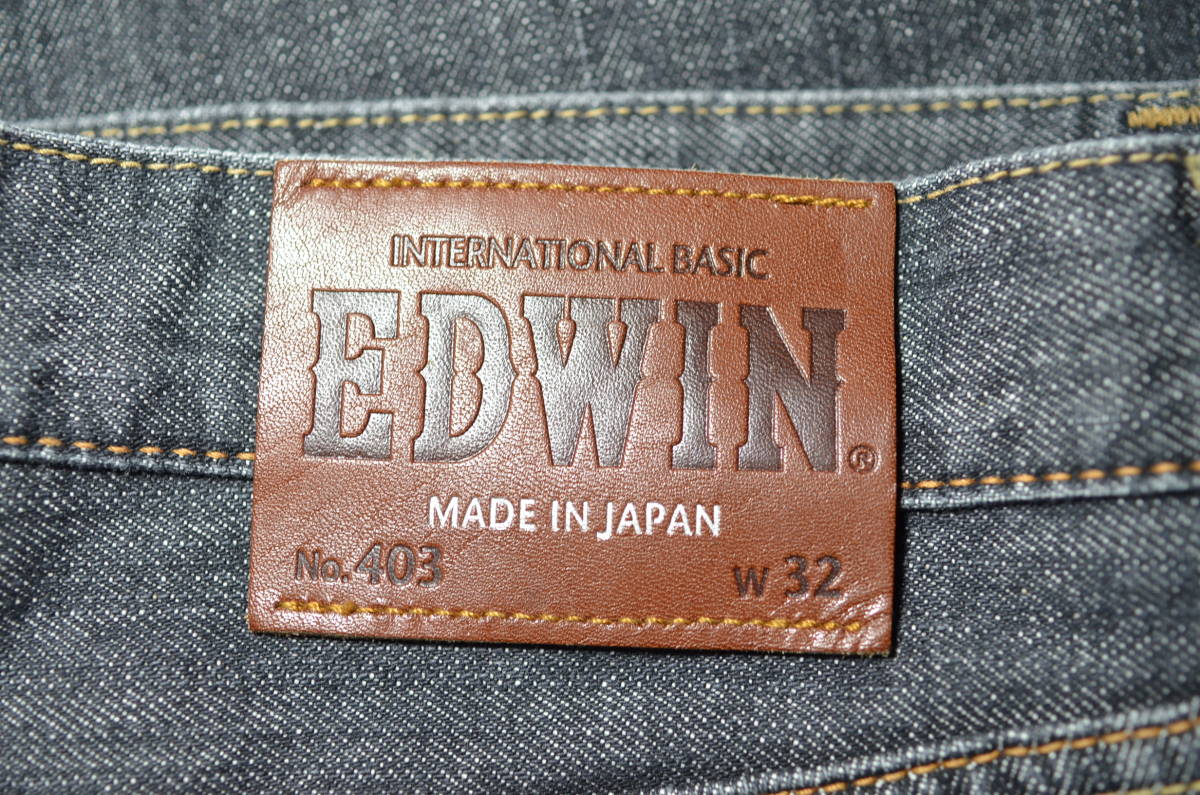 INTERNATIONAL BASIC
EDWIN®
MADE IN JAPAN
No.403 W 32